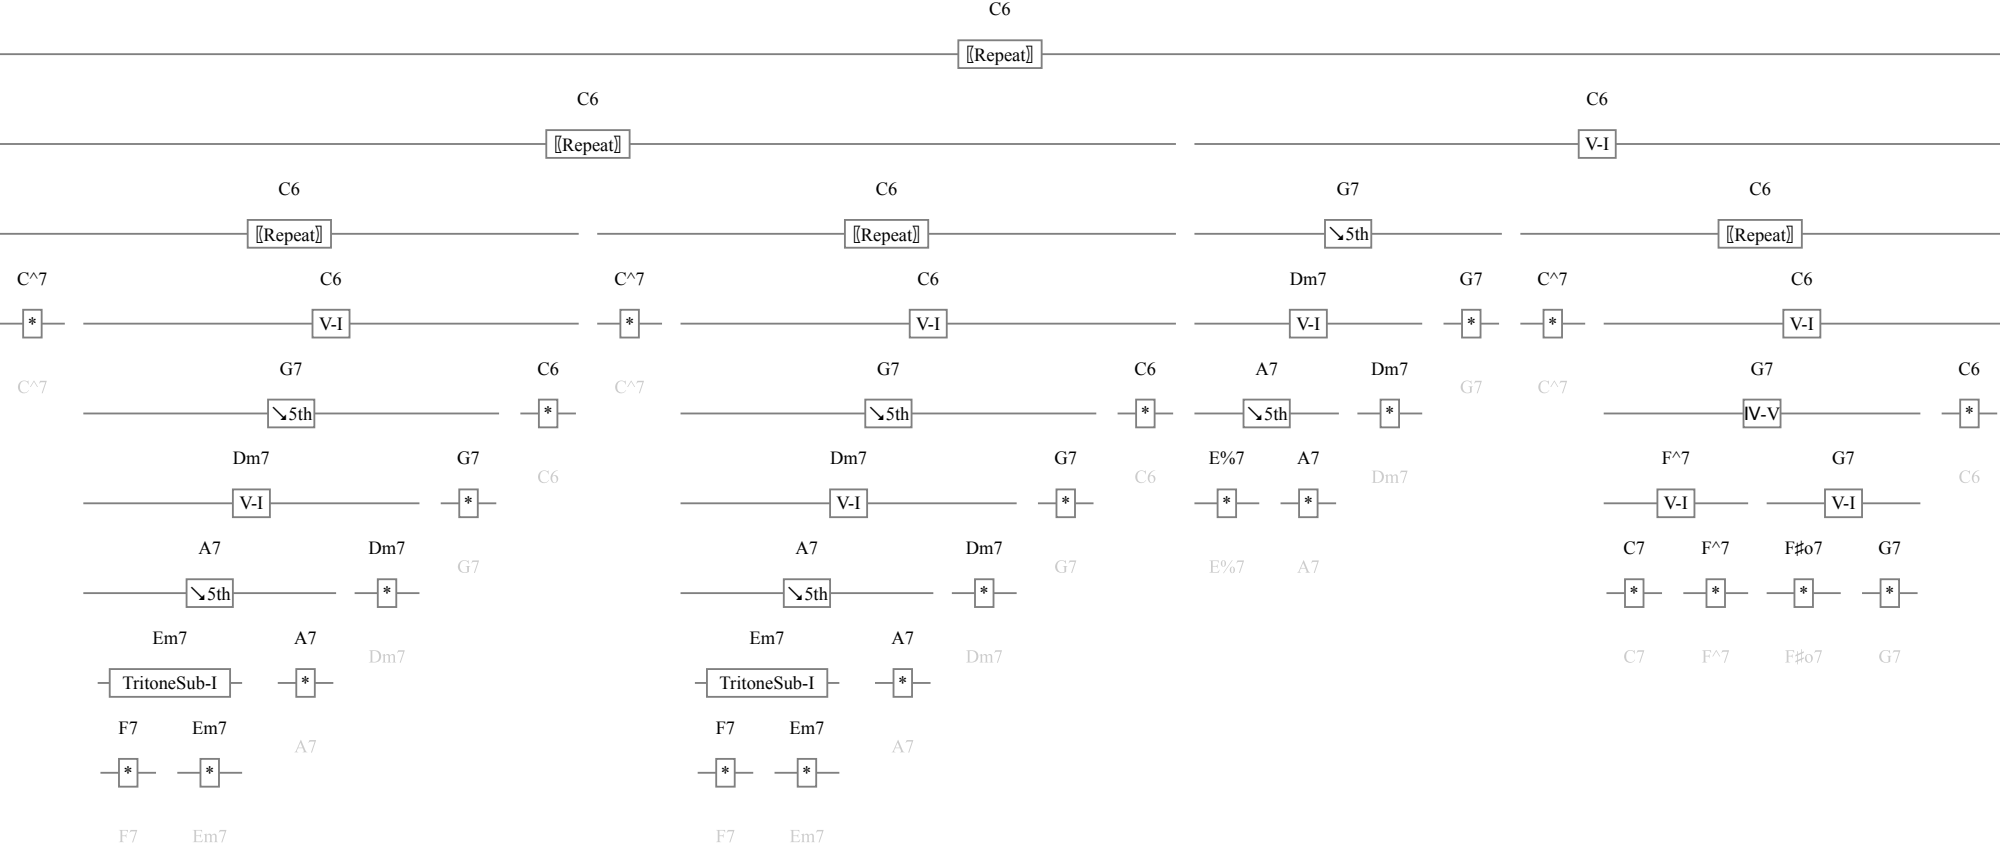 C6
⟦Repeat⟧
C6 C6
⟦Repeat⟧ V-I
C6 C6 G7 C6
⟦Repeat⟧ ⟦Repeat⟧ ↘5th ⟦Repeat⟧
C^7 C6 C^7 C6 Dm7 G7 C^7 C6
* V-I * V-I V-I * * V-I
G7 C6 G7 C6 A7 Dm7 G7 C6
C^7 C^7 G7 C^7
↘5th * ↘5th * ↘5th * IV-V *
Dm7 G7 Dm7 G7 E%7 A7 F^7 G7
C6 C6 Dm7 C6
V-I * V-I * * * V-I V-I
A7 Dm7 A7 Dm7 C7 F^7 F♯o7 G7
G7 G7 E%7 A7
↘5th * ↘5th * * * * *
Em7 A7 Em7 A7
Dm7 Dm7 C7 F^7 F♯o7 G7
TritoneSub-I * TritoneSub-I *
F7 Em7 F7 Em7
A7 A7
* * * *
F7 Em7 F7 Em7